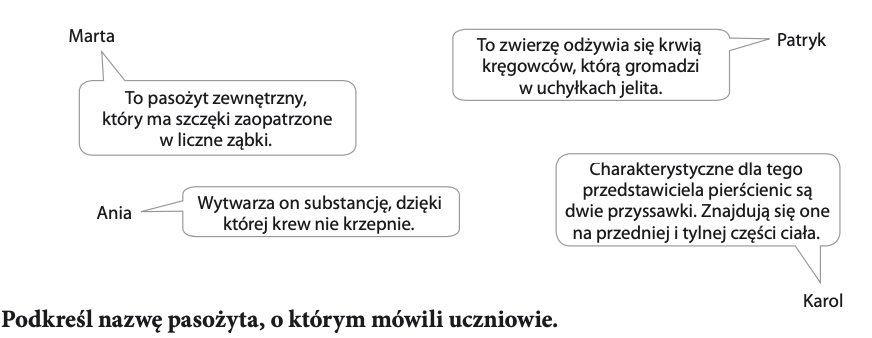 Marta
To pasożyt zewnętrzny,
który ma szczęki zaopatrzone
w liczne ząbki.
To zwierzę odżywia się krwią
kręgowców, którą gromadzi
w uchyłkach jelita.
Patryk
Ania
Wytwarza on substancję, dzięki
której krew nie krzepnie.
Charakterystyczne dla tego
przedstawiciela pierścienic są
dwie przyssawki. Znajdują się one
na przedniej i tylnej części ciała.
Karol
Podkreśl nazwę pasożyta, o którym mówili uczniowie.